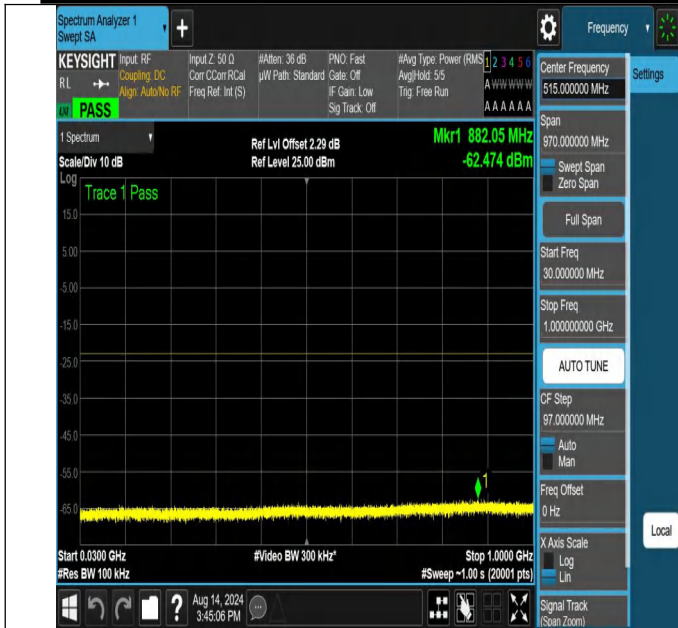 Spectrum Analyzer 1
Swept SA
+
Frequency
KEYSIGHT
RL
LXI
PASS
Input: RF
Coupling: DC
Align: Auto/No RF
Input Z: 50 Ω
Corr CCorr RCal
Freq Ref: Int (S)
#Atten: 36 dB
µW Path: Standard
PNO: Fast
Gate: Off
IF Gain: Low
Sig Track: Off
#Avg Type: Power (RMS
Avg|Hold: 5/5
Trig: Free Run
1 2 3 4 5 6
A W W W W W
A A A A A A
1 Spectrum
Scale/Div 10 dB
Ref Lvl Offset 2.29 dB
Ref Level 25.00 dBm
Mkr1 882.05 MHz
-62.474 dBm
Log
Trace 1 Pass
15.0
5.00
-5.00
-15.0
-25.0
-35.0
-45.0
-55.0
-65.0
1
Start 0.0300 GHz
#Res BW 100 kHz
#Video BW 300 kHz*
Stop 1.0000 GHz
#Sweep ~1.00 s (20001 pts)
?
Aug 14, 2024
3:45:06 PM
Center Frequency
515.000000 MHz
Settings
Span
970.000000 MHz
Swept Span
Zero Span
Full Span
Start Freq
30.000000 MHz
Stop Freq
1.000000000 GHz
AUTO TUNE
CF Step
97.000000 MHz
Auto
Man
Freq Offset
0 Hz
Local
X Axis Scale
Log
Lin
Signal Track
(Span Zoom)